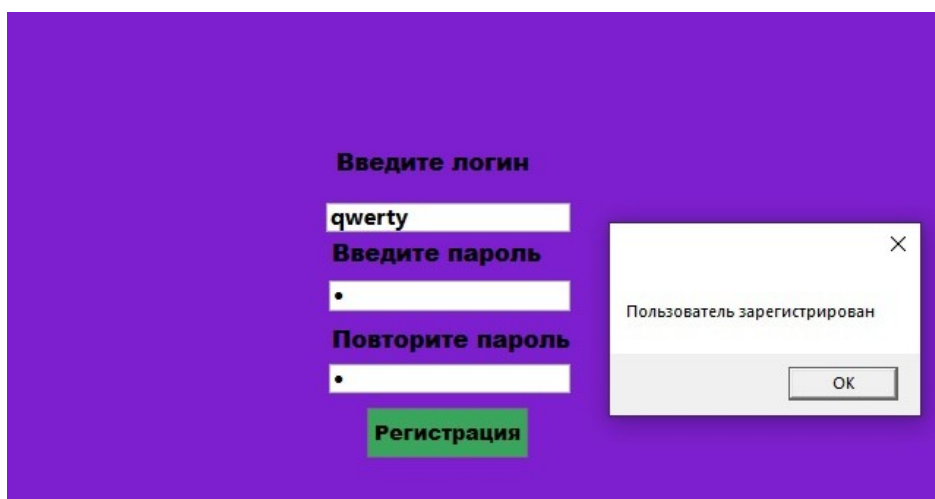 Введите логин
qwerty
Введите пароль
•
Повторите пароль
•
Регистрация
Пользователь зарегистрирован
OK